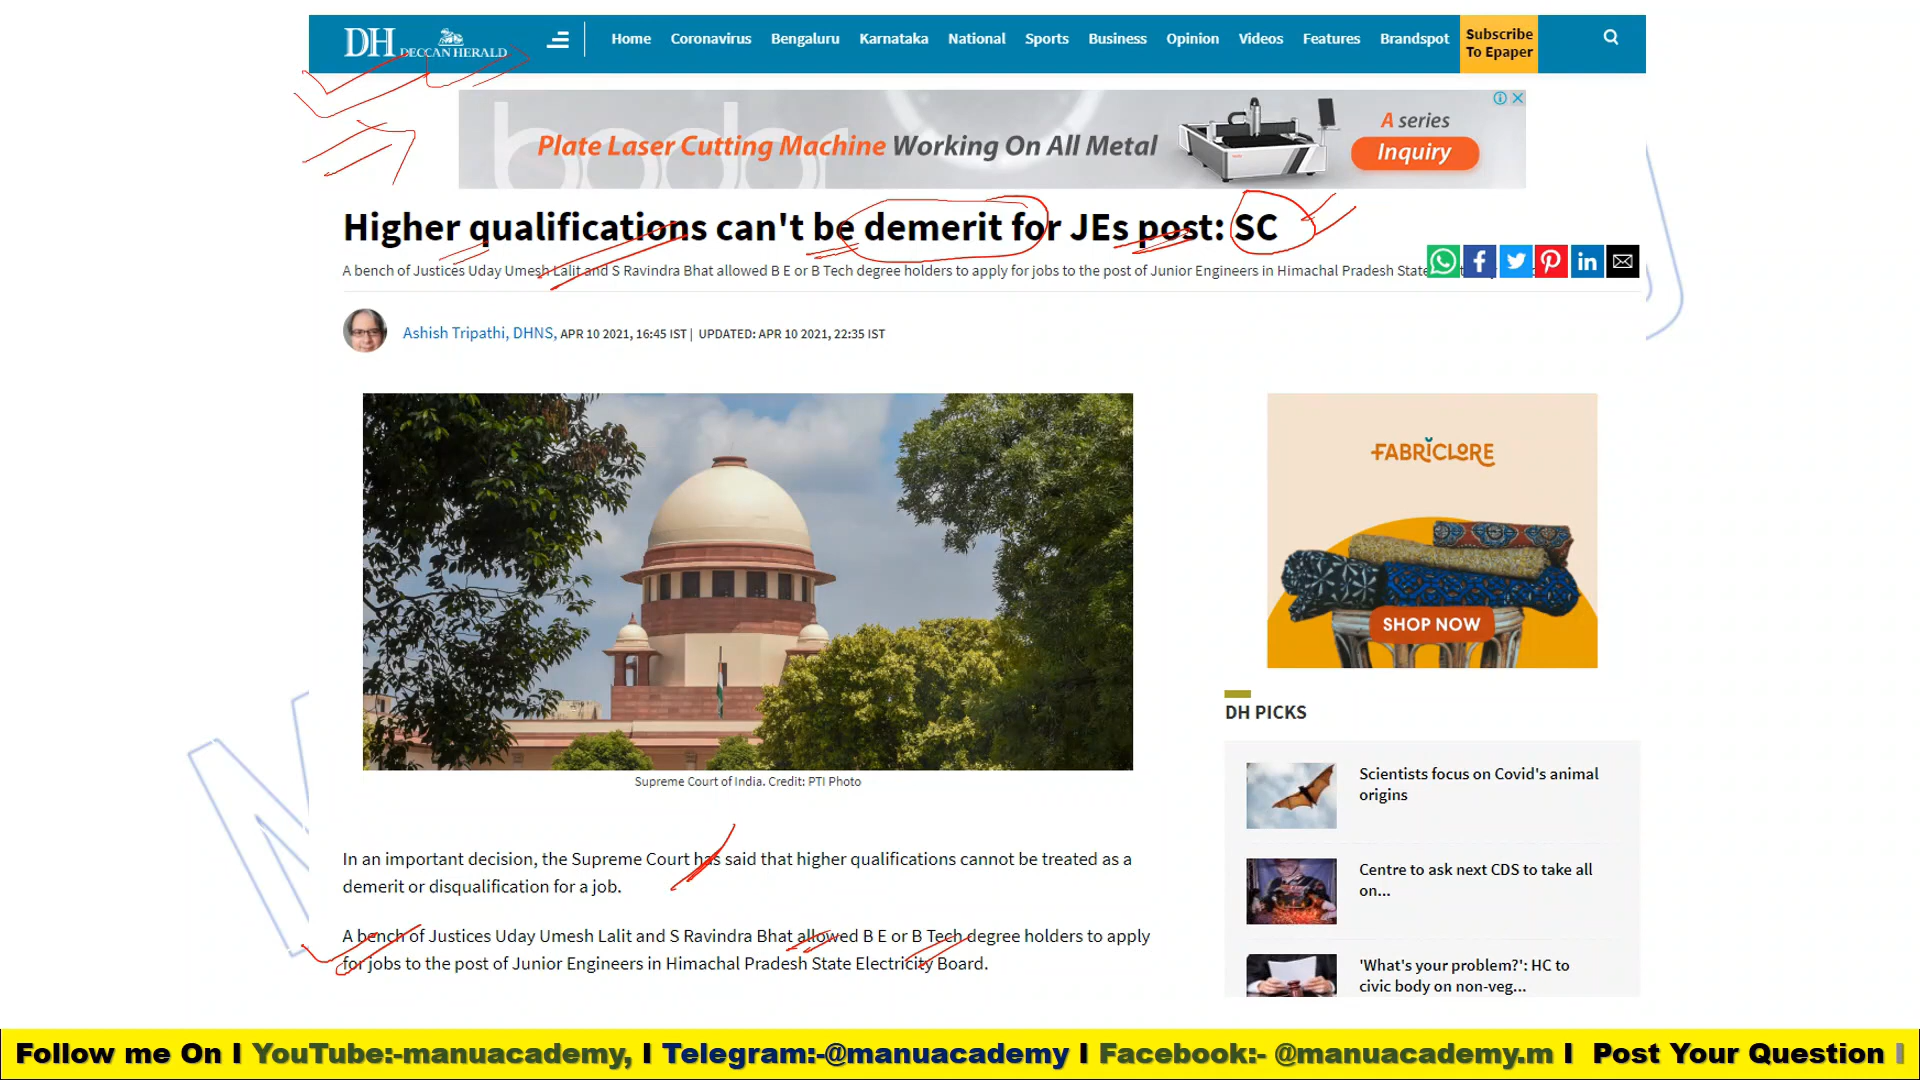 DH DECCAN HERALD
Home Coronavirus Bengaluru Karnataka National Sports Business Opinion Videos Features Brandspot Subscribe To Epaper
bodor
Plate Laser Cutting Machine Working On All Metal
A series
Inquiry
Higher qualifications can't be demerit for JEs post: SC
A bench of Justices Uday Umesh Lalit and S Ravindra Bhat allowed B E or B Tech degree holders to apply for jobs to the post of Junior Engineers in Himachal Pradesh State
Ashish Tripathi, DHNS, APR 10 2021, 16:45 IST | UPDATED: APR 10 2021, 22:35 IST
Supreme Court of India. Credit: PTI Photo
In an important decision, the Supreme Court has said that higher qualifications cannot be treated as a
demerit or disqualification for a job.
A bench of Justices Uday Umesh Lalit and S Ravindra Bhat allowed B E or B Tech degree holders to apply
for jobs to the post of Junior Engineers in Himachal Pradesh State Electricity Board.
FABRICLORE
SHOP NOW
DH PICKS
Scientists focus on Covid's animal
origins
Centre to ask next CDS to take all
on...
'What's your problem?': HC to
civic body on non-veg...
Follow me On I YouTube:-manuacademy, I Telegram:-@manuacademy I Facebook:- @manuacademy.m I Post Your Question I